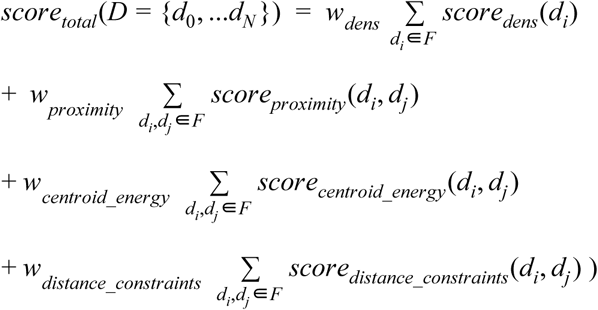 score_total(D = {d_0, ...d_N}) = w_dens ∑_{d_i∈F} score_dens(d_i)
+ w_proximity ∑_{d_i,d_j∈F} score_proximity(d_i, d_j)
+ w_centroid_energy ∑_{d_i,d_j∈F} score_centroid_energy(d_i, d_j)
+ w_distance_constraints ∑_{d_i,d_j∈F} score_distance_constraints(d_i, d_j) )